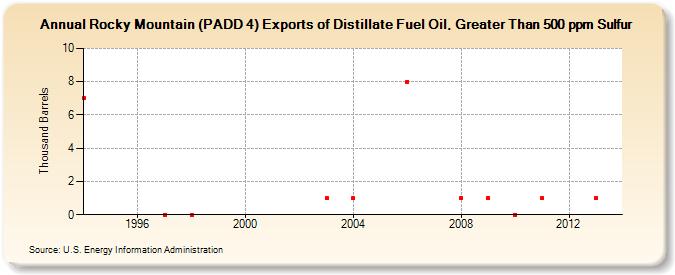 Annual Rocky Mountain (PADD 4) Exports of Distillate Fuel Oil, Greater Than 500 ppm Sulfur
Thousand Barrels
10
8
6
4
2
0
1996 2000 2004 2008 2012
Source: U.S. Energy Information Administration